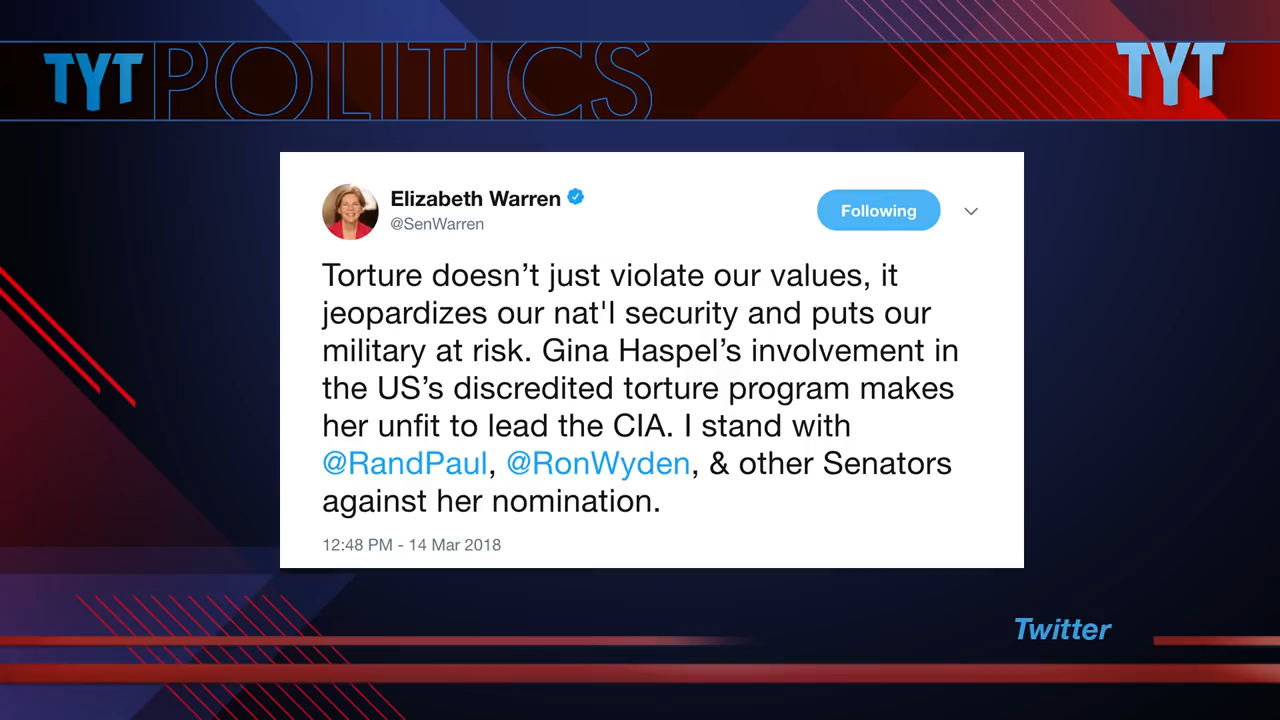 TYT POLITICS
TYT
Elizabeth Warren
@SenWarren
Following
Torture doesn’t just violate our values, it
jeopardizes our nat'l security and puts our
military at risk. Gina Haspel’s involvement in
the US’s discredited torture program makes
her unfit to lead the CIA. I stand with
@RandPaul, @RonWyden, & other Senators
against her nomination.
12:48 PM - 14 Mar 2018
Twitter